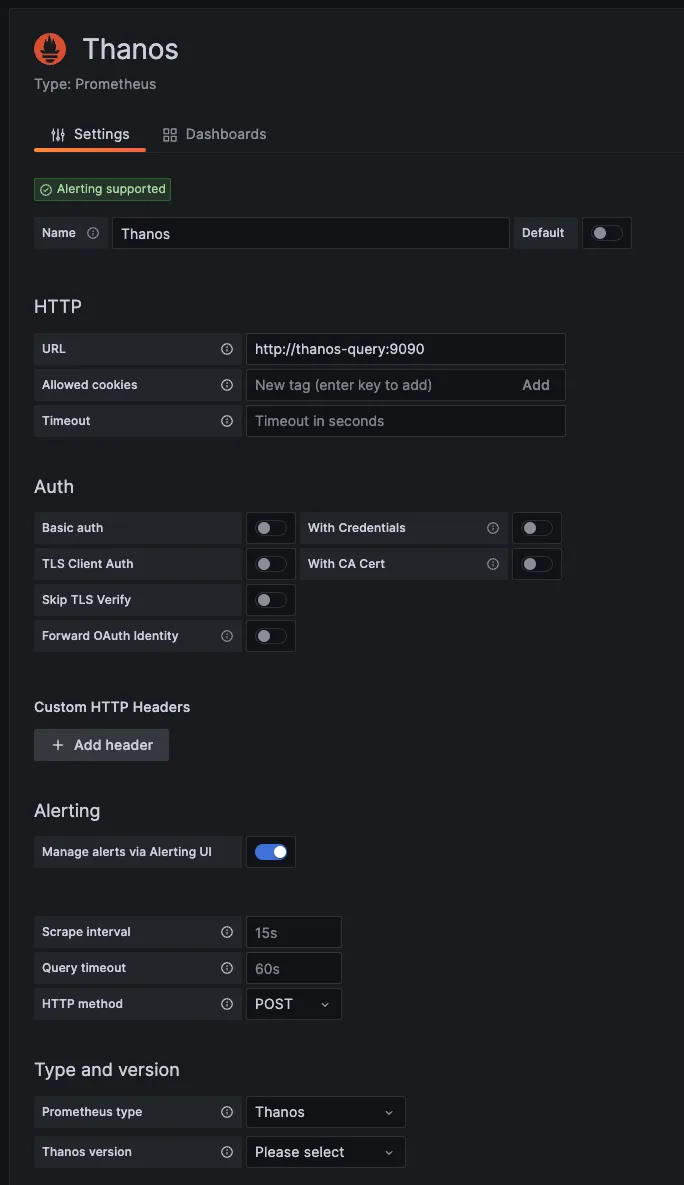 Thanos
Type: Prometheus
Settings Dashboards
Alerting supported
Name Thanos Default
HTTP
URL http://thanos-query:9090
Allowed cookies New tag (enter key to add) Add
Timeout Timeout in seconds
Auth
Basic auth With Credentials
TLS Client Auth With CA Cert
Skip TLS Verify
Forward OAuth Identity
Custom HTTP Headers
+ Add header
Alerting
Manage alerts via Alerting UI
Scrape interval 15s
Query timeout 60s
HTTP method POST
Type and version
Prometheus type Thanos
Thanos version Please select